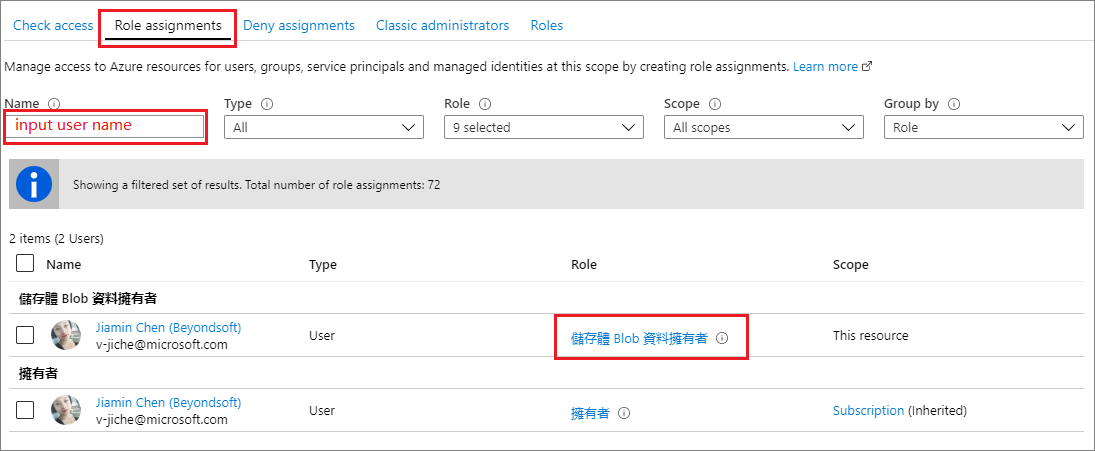 Check access Role assignments Deny assignments Classic administrators Roles
Manage access to Azure resources for users, groups, service principals and managed identities at this scope by creating role assignments. Learn more
Name Type Role Scope Group by
input user name All 9 selected All scopes Role
Showing a filtered set of results. Total number of role assignments: 72
2 items (2 Users)
Name Type Role Scope
儲存體 Blob 資料擁有者
Jiamin Chen (Beyondsoft)
v-jiche@microsoft.com User 儲存體 Blob 資料擁有者 This resource
擁有者
Jiamin Chen (Beyondsoft)
v-jiche@microsoft.com User 擁有者 Subscription (Inherited)